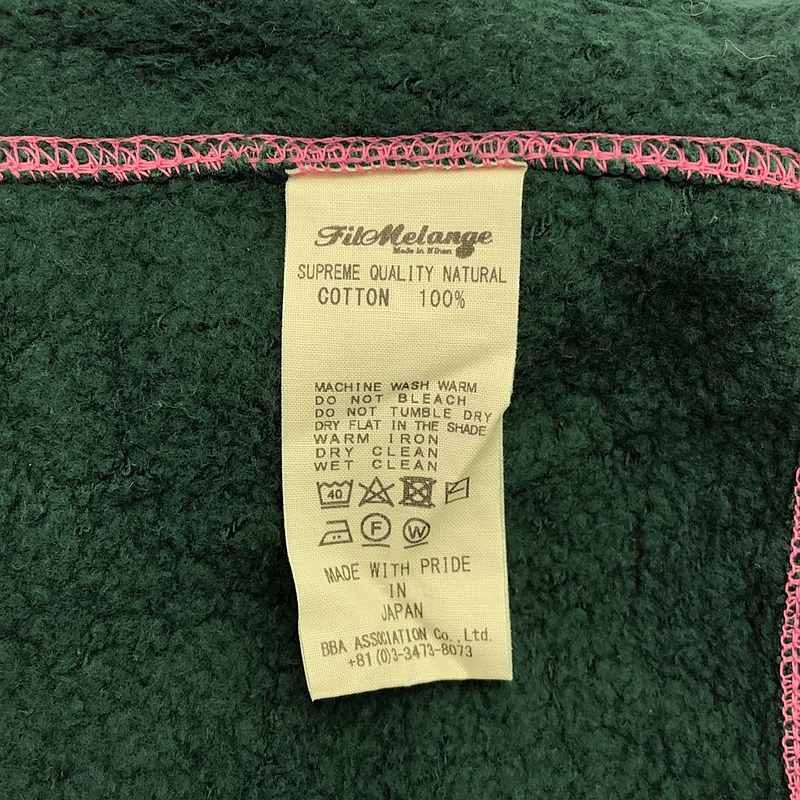 FilMelange
Made in Nihon
SUPREME QUALITY NATURAL
COTTON 100%
MACHINE WASH WARM
DO NOT BLEACH
DO NOT TUMBLE DRY
DRY FLAT IN THE SHADE
WARM IRON
DRY CLEAN
WET CLEAN
40
F W
MADE WITH PRIDE
IN
JAPAN
BBA ASSOCIATION Co.,Ltd.
+81(0)3-3473-8073